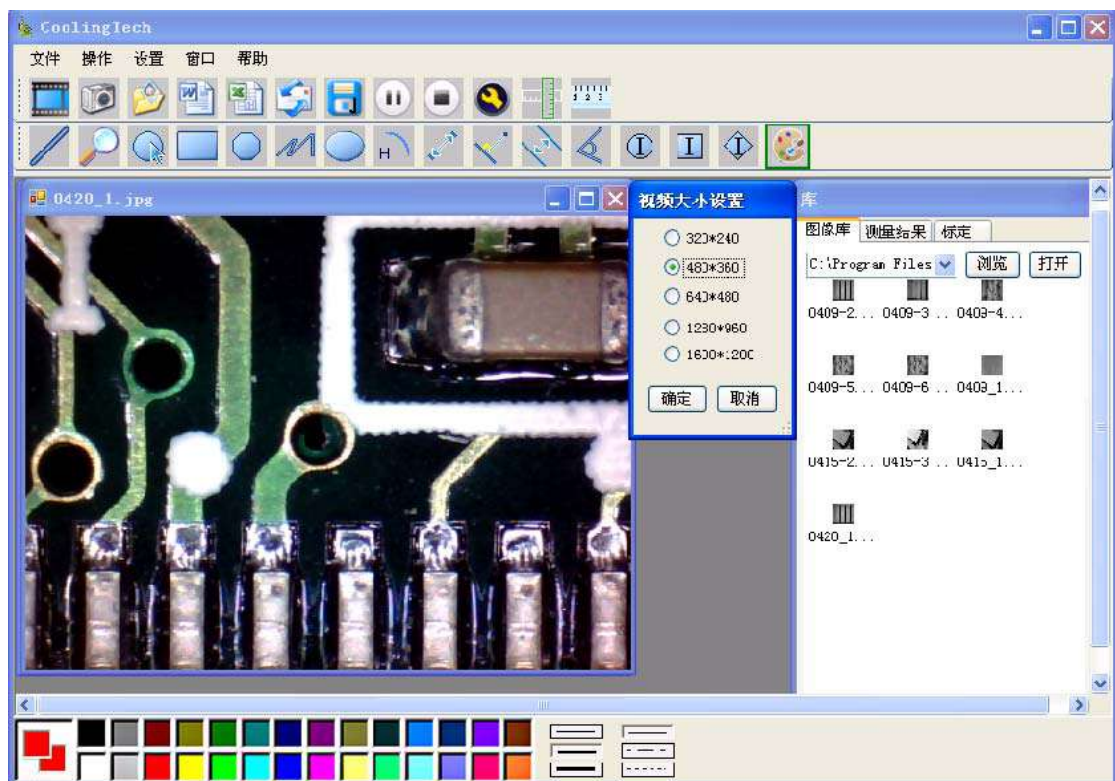 CoolingTech
文件 操作 设置 窗口 帮助
0420_1.jpg
视频大小设置
320*240
480*360
640*480
1280*960
1600*1200
确定 取消
库
图像库 测量结果 标定
C:\Program Files 浏览 打开
0409-2... 0409-3 .. 0409-4...
0409-5... 0409-6 .. 0409_1...
0415-2... 0415-3 .. 0415_1...
0420_1...